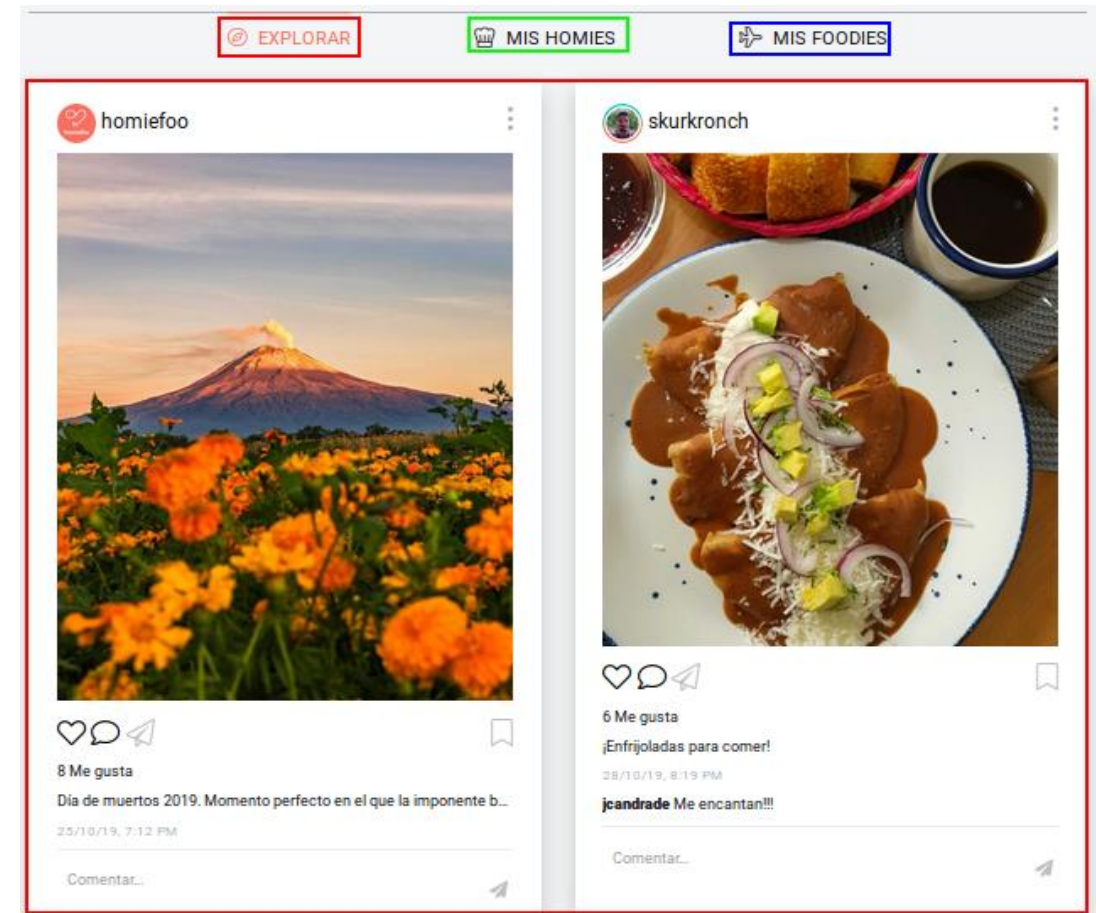 EXPLORAR
MIS HOMIES
MIS FOODIES
homiefoo
8 Me gusta
Día de muertos 2019. Momento perfecto en el que la imponente b...
25/10/19, 7:12 PM
Comentar...
skurkronch
6 Me gusta
¡Enfrijoladas para comer!
28/10/19, 8:19 PM
jcandrade Me encantan!!!
Comentar...